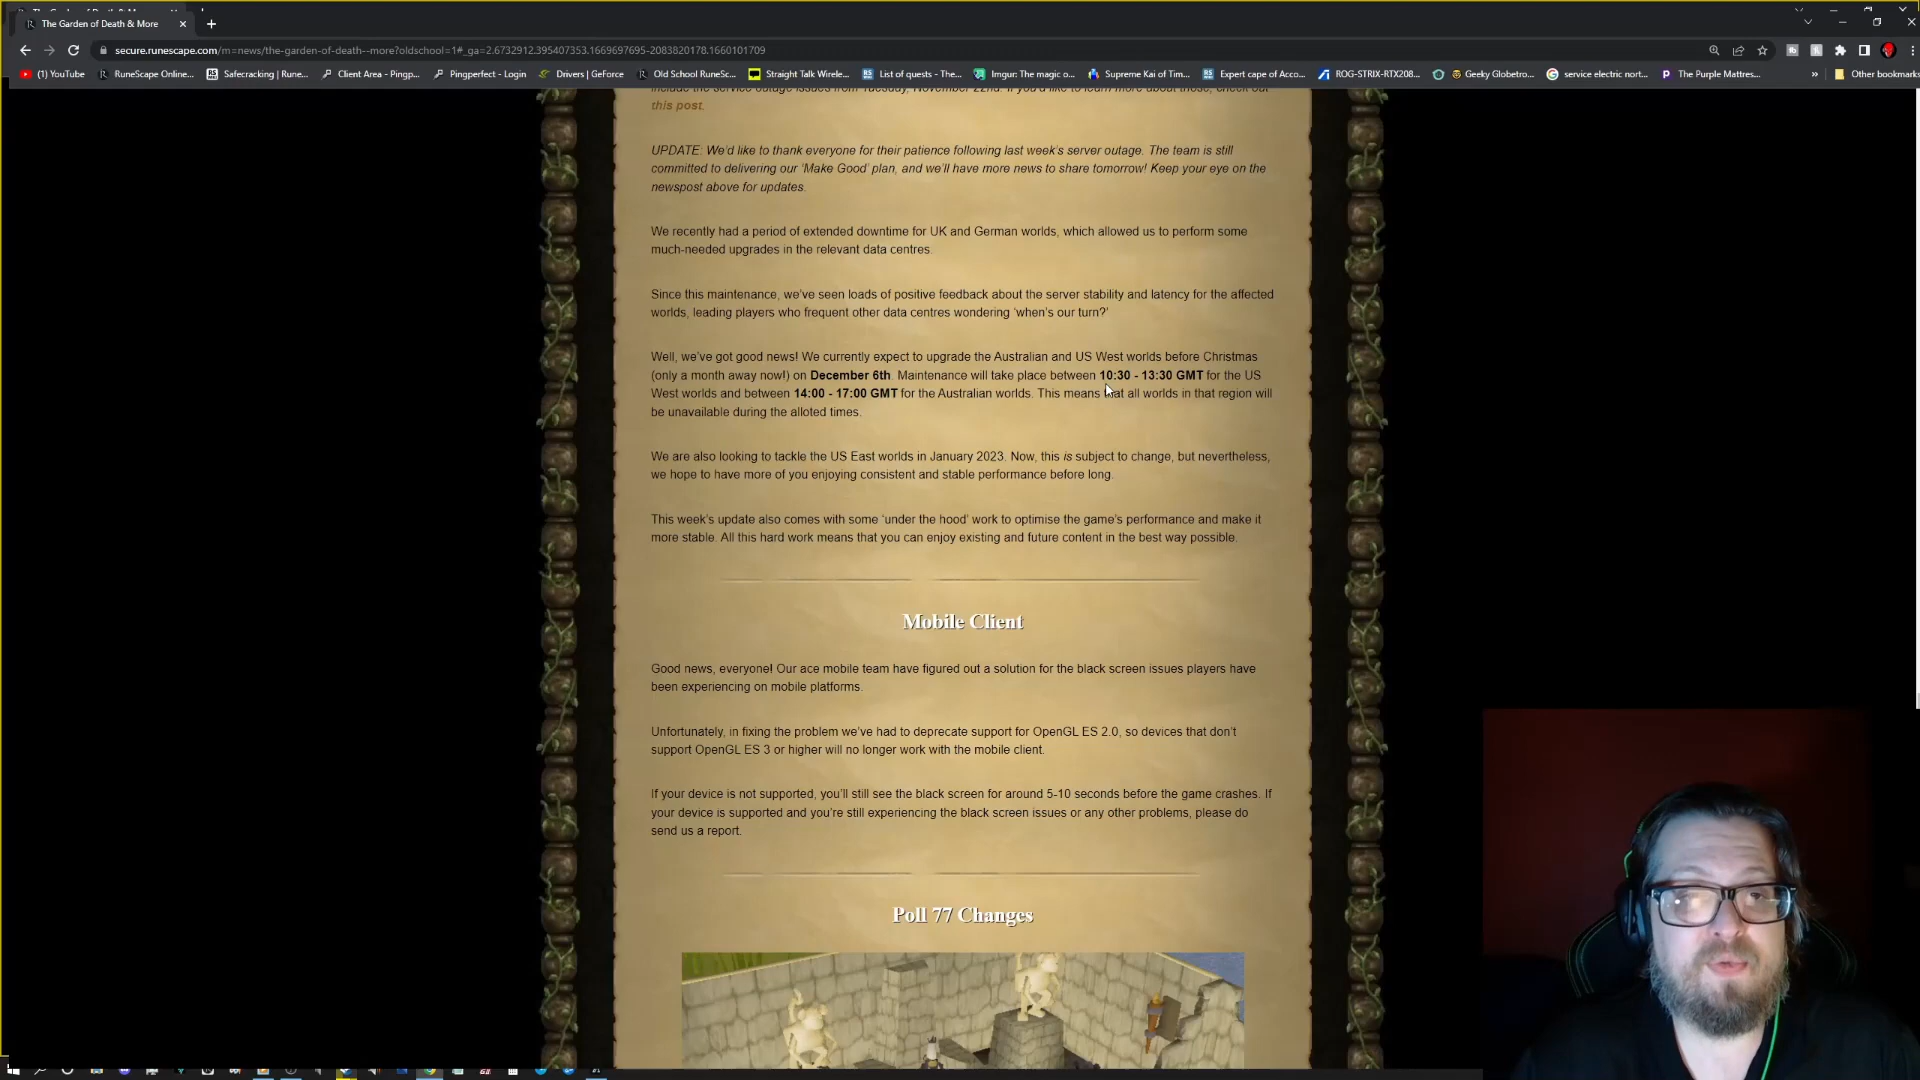 The Garden of Death & More
secure.runescape.com/m=news/the-garden-of-death--more?oldschool=1#_ga=2.6732912.395407353.1669697695-2083820178.1660101709
(1) YouTube
RuneScape Online...
Safecracking | Rune...
Client Area - Pingp...
Pingperfect - Login
Drivers | GeForce
Old School RuneSc...
Straight Talk Wirele...
List of quests - The...
Imgur: The magic o...
Supreme Kai of Tim...
Expert cape of Acco...
ROG-STRIX-RTX208...
Geeky Globetro...
service electric nort...
The Purple Mattres...
»
Other bookmarks
include the service outage issues from Tuesday, November 22nd. If you'd like to learn more about those, check out
this post.
UPDATE: We'd like to thank everyone for their patience following last week's server outage. The team is still
committed to delivering our 'Make Good' plan, and we'll have more news to share tomorrow! Keep your eye on the
newspost above for updates.
We recently had a period of extended downtime for UK and German worlds, which allowed us to perform some
much-needed upgrades in the relevant data centres.
Since this maintenance, we've seen loads of positive feedback about the server stability and latency for the affected
worlds, leading players who frequent other data centres wondering 'when's our turn?'
Well, we've got good news! We currently expect to upgrade the Australian and US West worlds before Christmas
(only a month away now!) on December 6th. Maintenance will take place between 10:30 - 13:30 GMT for the US
West worlds and between 14:00 - 17:00 GMT for the Australian worlds. This means that all worlds in that region will
be unavailable during the alloted times.
We are also looking to tackle the US East worlds in January 2023. Now, this is subject to change, but nevertheless,
we hope to have more of you enjoying consistent and stable performance before long.
This week's update also comes with some 'under the hood' work to optimise the game's performance and make it
more stable. All this hard work means that you can enjoy existing and future content in the best way possible.
Mobile Client
Good news, everyone! Our ace mobile team have figured out a solution for the black screen issues players have
been experiencing on mobile platforms.
Unfortunately, in fixing the problem we've had to deprecate support for OpenGL ES 2.0, so devices that don't
support OpenGL ES 3 or higher will no longer work with the mobile client.
If your device is not supported, you'll still see the black screen for around 5-10 seconds before the game crashes. If
your device is supported and you're still experiencing the black screen issues or any other problems, please do
send us a report.
Poll 77 Changes